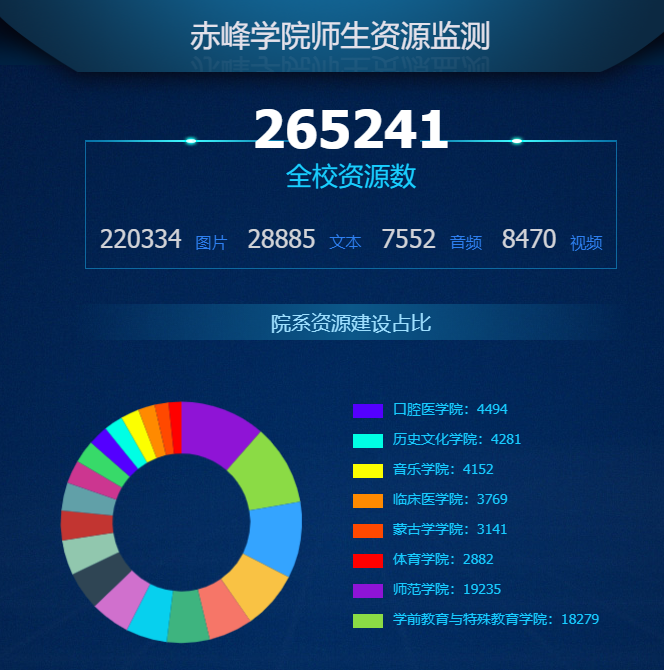 赤峰学院师生资源监测
265241
全校资源数
220334 图片 28885 文本 7552 音频 8470 视频
院系资源建设占比
口腔医学院：4494
历史文化学院：4281
音乐学院：4152
临床医学院：3769
蒙古学学院：3141
体育学院：2882
师范学院：19235
学前教育与特殊教育学院：18279